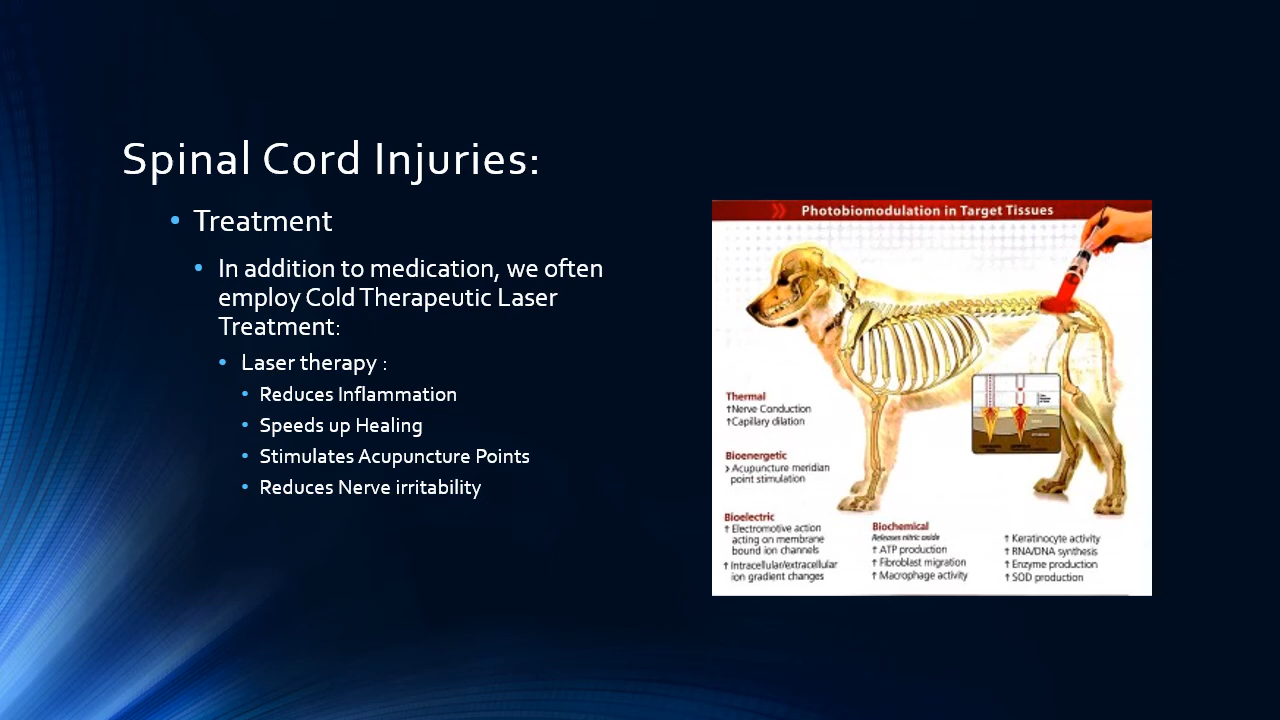 Spinal Cord Injuries:
• Treatment
• In addition to medication, we often
employ Cold Therapeutic Laser
Treatment:
• Laser therapy :
• Reduces Inflammation
• Speeds up Healing
• Stimulates Acupuncture Points
• Reduces Nerve irritability
Photobiomodulation in Target Tissues
Thermal
↑Nerve Conduction
↑Capillary dilation
Bioenergetic
› Acupuncture meridian
point stimulation
Bioelectric
↑ Electromotive action
acting on membrane
bound ion channels
↑ Intracellular/extracellular
ion gradient changes
Biochemical
Releases nitric oxide
↑ ATP production
↑ Fibroblast migration
↑ Macrophage activity
↑ Keratinocyte activity
↑ RNA/DNA synthesis
↑ Enzyme production
↑ SOD production